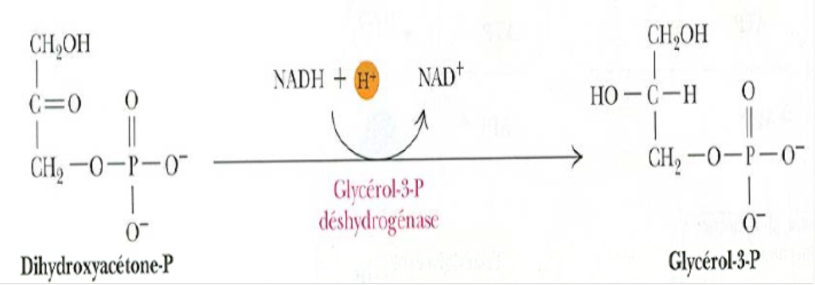 CH₂OH
C=O O
CH₂—O—P—O⁻
O⁻
Dihydroxyacétone-P
NADH + H⁺ NAD⁺
Glycérol-3-P
déshydrogénase
CH₂OH
HO—C—H O
CH₂—O—P—O⁻
O⁻
Glycérol-3-P